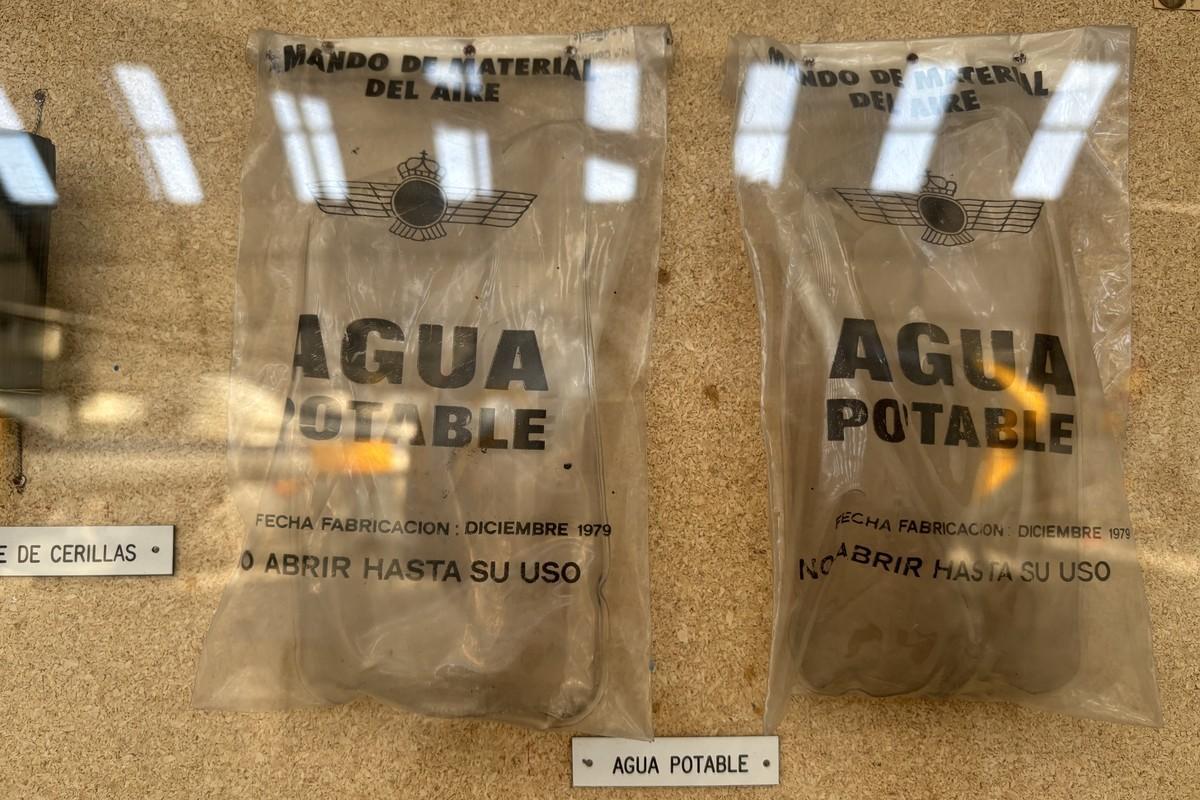 MANDO DE MATERIAL
DEL AIRE
AGUA
POTABLE
FECHA FABRICACION : DICIEMBRE 1979
O ABRIR HASTA SU USO
MANDO DE MATERIAL
DEL AIRE
AGUA
POTABLE
FECHA FABRICACION : DICIEMBRE 1979
NO ABRIR HASTA SU USO
E DE CERILLAS
AGUA POTABLE